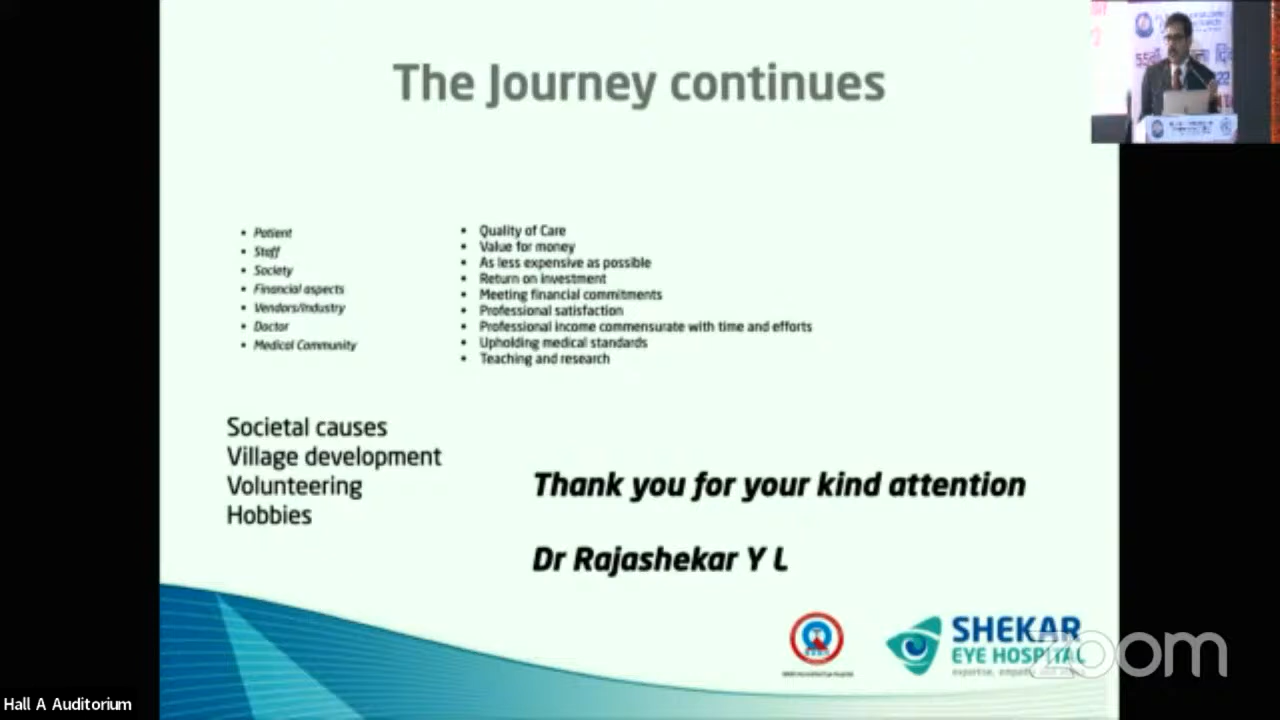 The Journey continues
• Patient
• Staff
• Society
• Financial aspects
• Vendors/Industry
• Doctor
• Medical Community
• Quality of Care
• Value for money
• As less expensive as possible
• Return on investment
• Meeting financial commitments
• Professional satisfaction
• Professional income commensurate with time and efforts
• Upholding medical standards
• Teaching and research
Societal causes
Village development
Volunteering
Hobbies
Thank you for your kind attention
Dr Rajashekar Y L
SHEKAR
EYE HOSPITAL
zoom
Hall A Auditorium